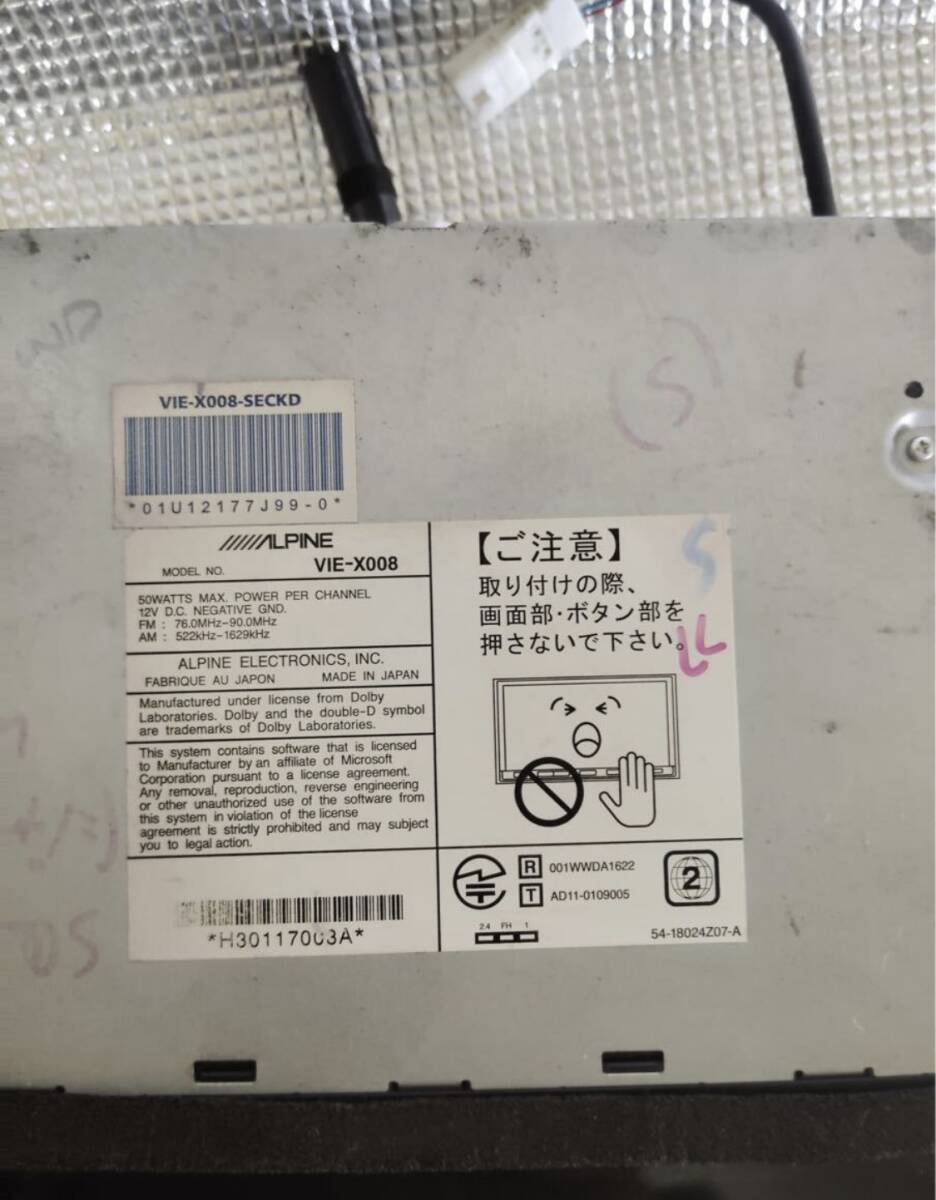 VIE-X008-SECKD
*01U12177J99-0*
ALPINE
MODEL NO. VIE-X008
50WATTS MAX. POWER PER CHANNEL
12V D.C. NEGATIVE GND.
FM : 76.0MHz-90.0MHz
AM : 522kHz-1629kHz
ALPINE ELECTRONICS, INC.
FABRIQUE AU JAPON MADE IN JAPAN
Manufactured under license from Dolby
Laboratories. Dolby and the double-D symbol
are trademarks of Dolby Laboratories.
This system contains software that is licensed
to Manufacturer by an affiliate of Microsoft
Corporation pursuant to a license agreement.
Any removal, reproduction, reverse engineering
or other unauthorized use of the software from
this system in violation of the license
agreement is strictly prohibited and may subject
you to legal action.
*H30117003A*
【ご注意】
取り付けの際、
画面部・ボタン部を
押さないで下さい。
R 001WWDA1622
T AD11-0109005
2
2.4 FH 1
54-18024Z07-A
S